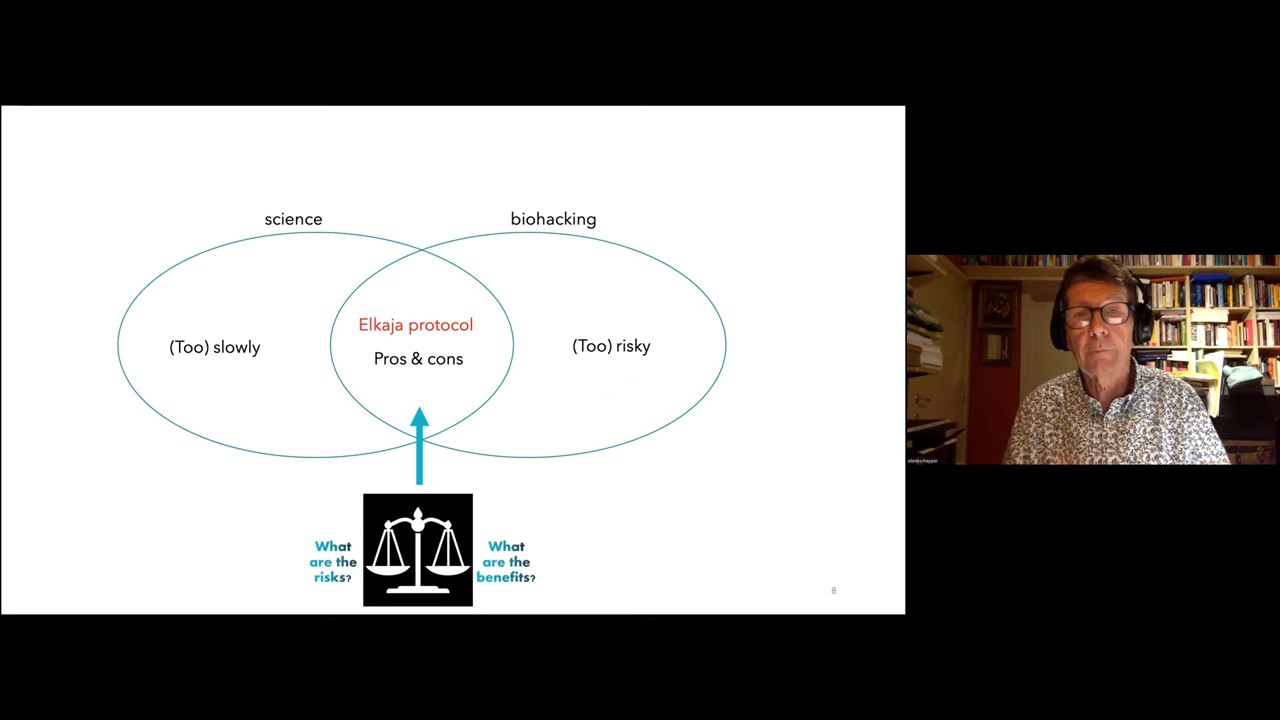 science
biohacking
Elkaja protocol
(Too) slowly
(Too) risky
Pros & cons
What
are the
risks?
What
are the
benefits?
8
eliedeschepper